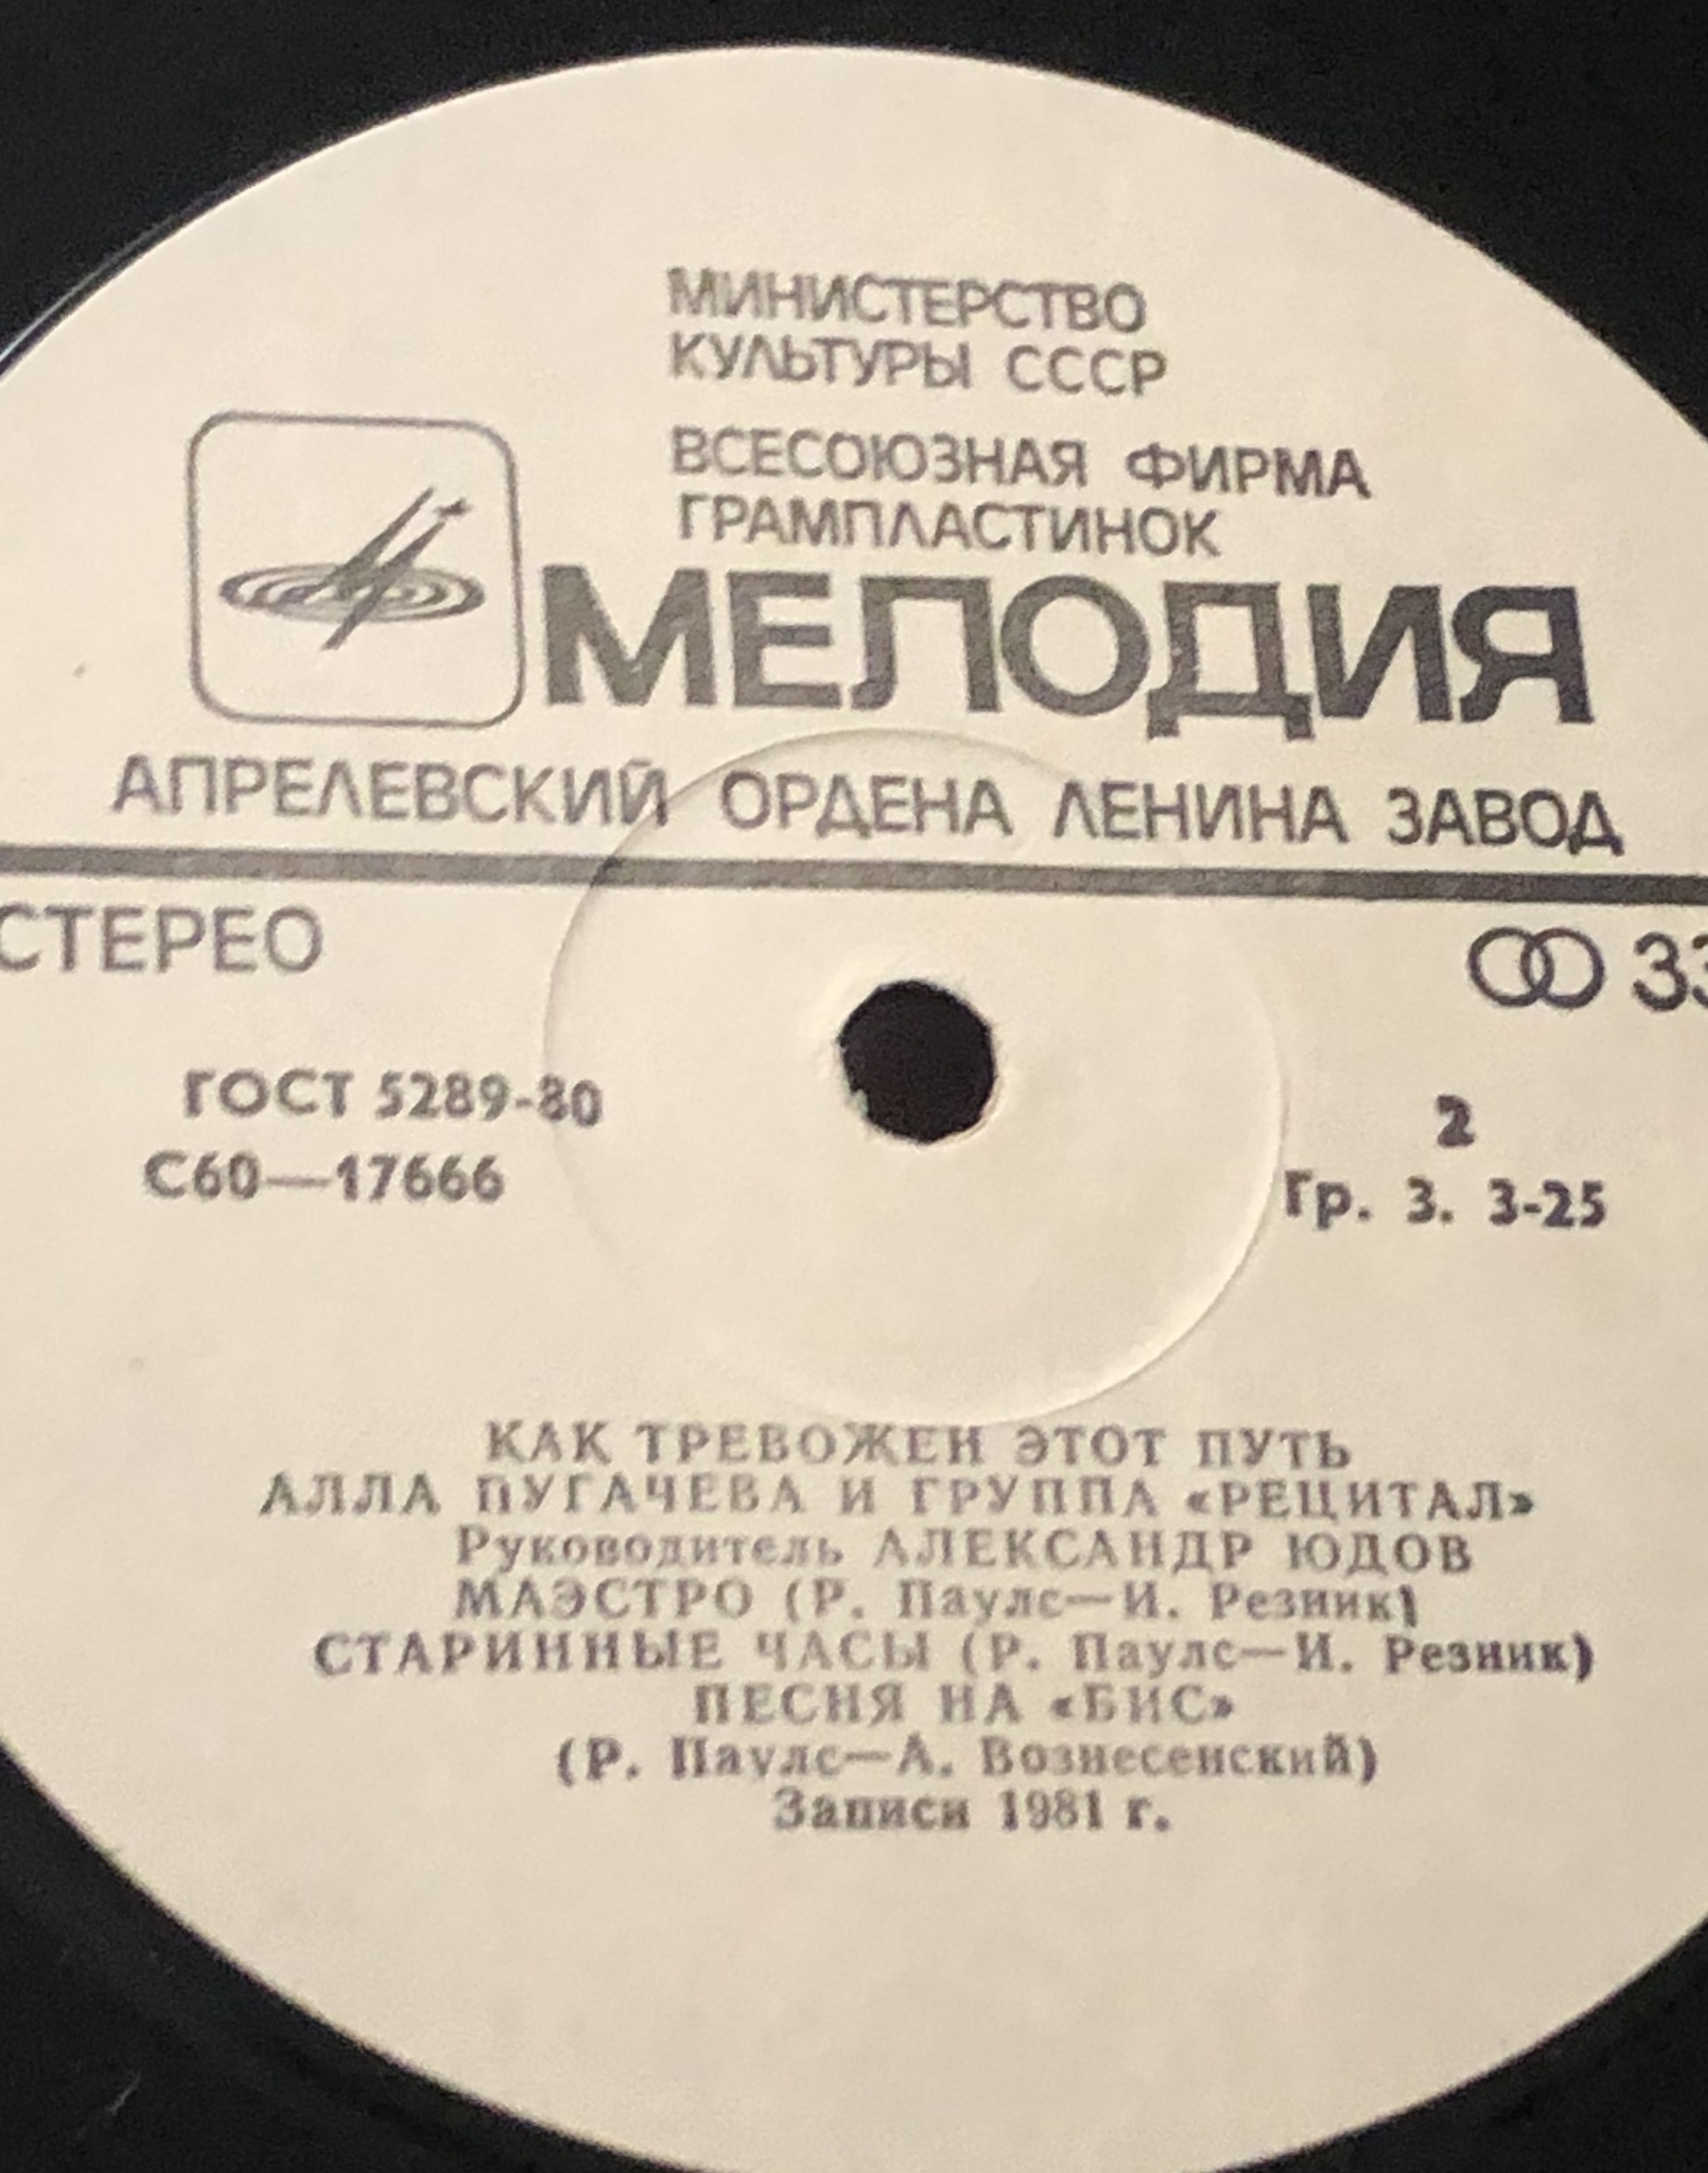 МИНИСТЕРСТВО
КУЛЬТУРЫ СССР
ВСЕСОЮЗНАЯ ФИРМА
ГРАМПЛАСТИНОК
МЕЛОДИЯ
АПРЕЛЕВСКИЙ ОРДЕНА ЛЕНИНА ЗАВОД
СТЕРЕО
33
ГОСТ 5289-80
С60—17666
2
Гр. 3. 3-25
КАК ТРЕВОЖЕН ЭТОТ ПУТЬ
АЛЛА ПУГАЧЕВА И ГРУППА «РЕЦИТАЛ»
Руководитель АЛЕКСАНДР ЮДОВ
МАЭСТРО (Р. Паулс—И. Резник)
СТАРИННЫЕ ЧАСЫ (Р. Паулс—И. Резник)
ПЕСНЯ НА «БИС»
(Р. Паулс—А. Вознесенский)
Записи 1981 г.